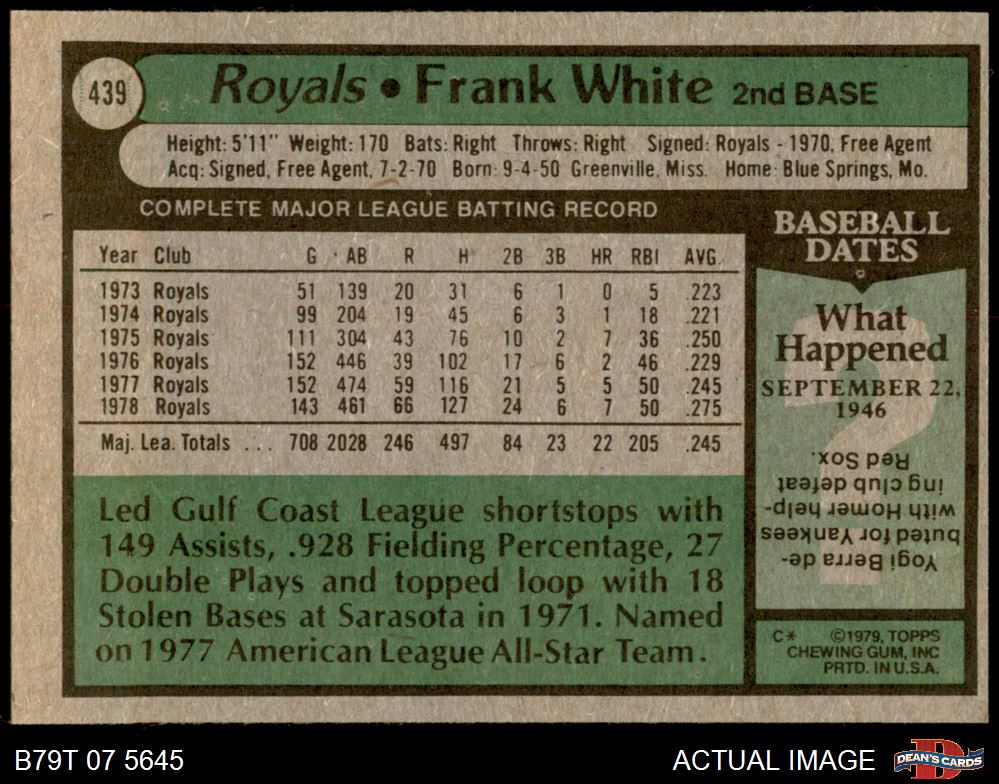 439
Royals • Frank White 2nd BASE
Height: 5'11" Weight: 170 Bats: Right Throws: Right Signed: Royals - 1970, Free Agent
Acq: Signed, Free Agent, 7-2-70 Born: 9-4-50 Greenville, Miss. Home: Blue Springs, Mo.
COMPLETE MAJOR LEAGUE BATTING RECORD
Year Club G AB R H 2B 3B HR RBI AVG.
1973 Royals 51 139 20 31 6 1 0 5 .223
1974 Royals 99 204 19 45 6 3 1 18 .221
1975 Royals 111 304 43 76 10 2 7 36 .250
1976 Royals 152 446 39 102 17 6 2 46 .229
1977 Royals 152 474 59 116 21 5 5 50 .245
1978 Royals 143 461 66 127 24 6 7 50 .275
Maj. Lea. Totals ... 708 2028 246 497 84 23 22 205 .245
Led Gulf Coast League shortstops with
149 Assists, .928 Fielding Percentage, 27
Double Plays and topped loop with 18
Stolen Bases at Sarasota in 1971. Named
on 1977 American League All-Star Team.
BASEBALL
DATES
What
Happened
SEPTEMBER 22,
1946
?
Yogi Berra de-
buted for Yankees
with Homer help-
ing club defeat
Red Sox.
C* ©1979, TOPPS
CHEWING GUM, INC
PRTD. IN U.S.A.
B79T 07 5645
ACTUAL IMAGE
D
DEAN'S CARDS